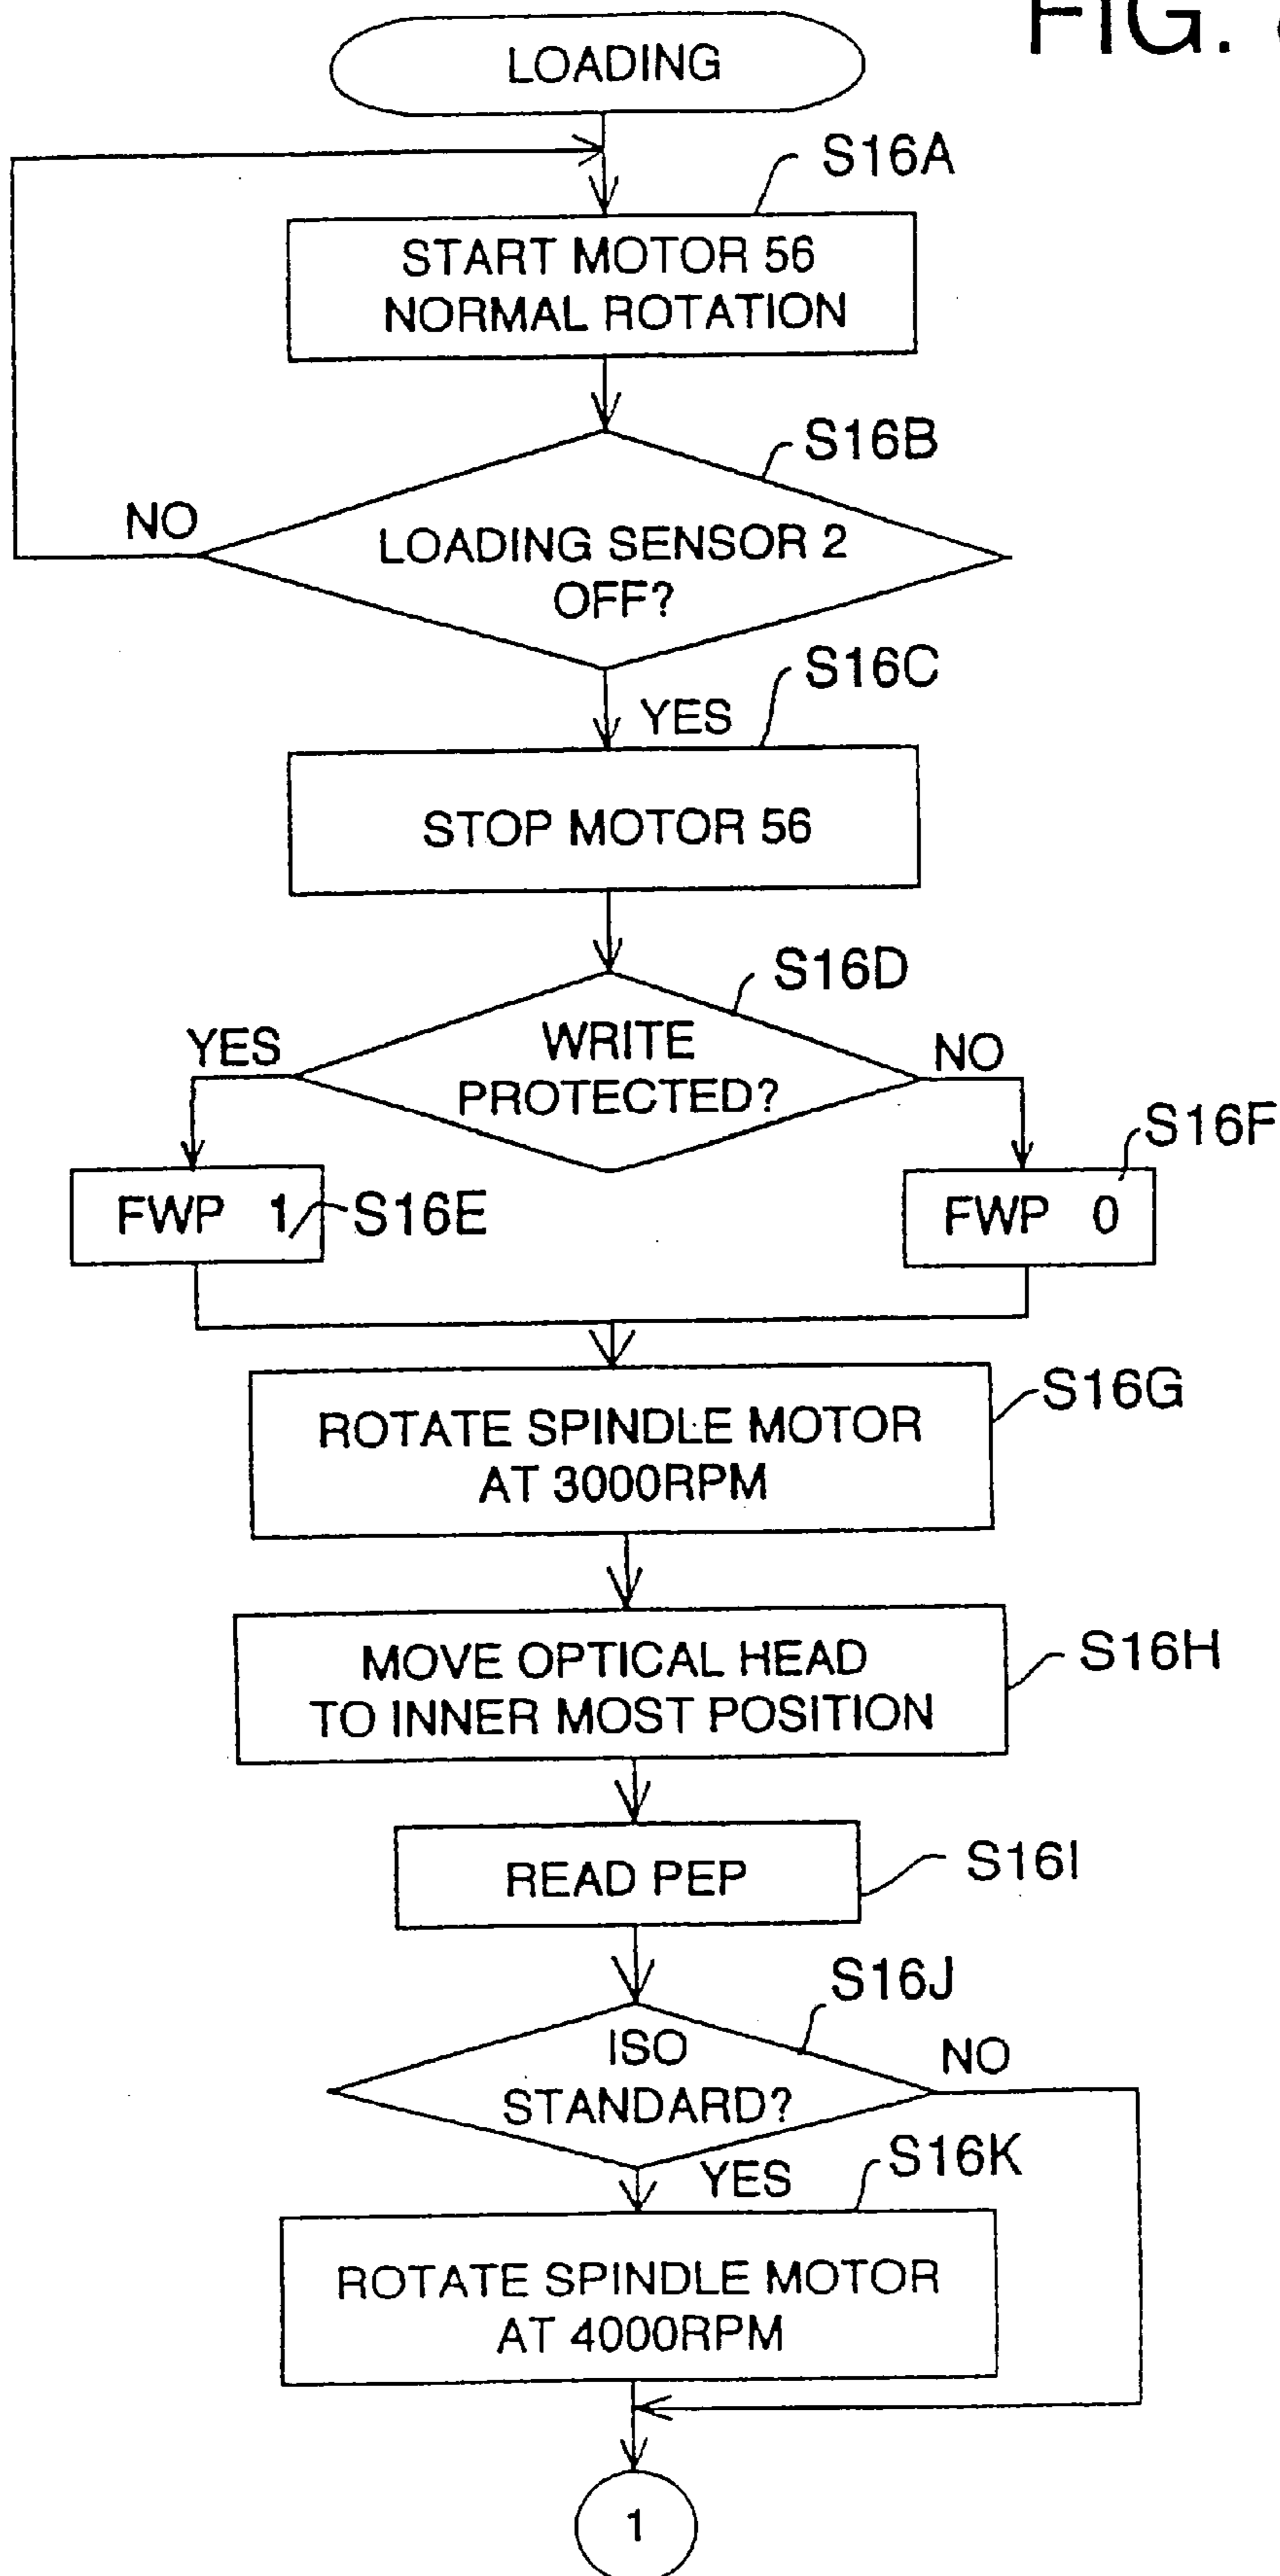 FIG. 8
LOADING
S16A
START MOTOR 56
NORMAL ROTATION
S16B
NO
LOADING SENSOR 2
OFF?
S16C
YES
STOP MOTOR 56
S16D
YES
WRITE
NO
PROTECTED?
S16F
FWP 1
S16E
FWP 0
S16G
ROTATE SPINDLE MOTOR
AT 3000RPM
MOVE OPTICAL HEAD
S16H
TO INNER MOST POSITION
READ PEP
S16I
S16J
ISO
NO
STANDARD?
S16K
YES
ROTATE SPINDLE MOTOR
AT 4000RPM
1